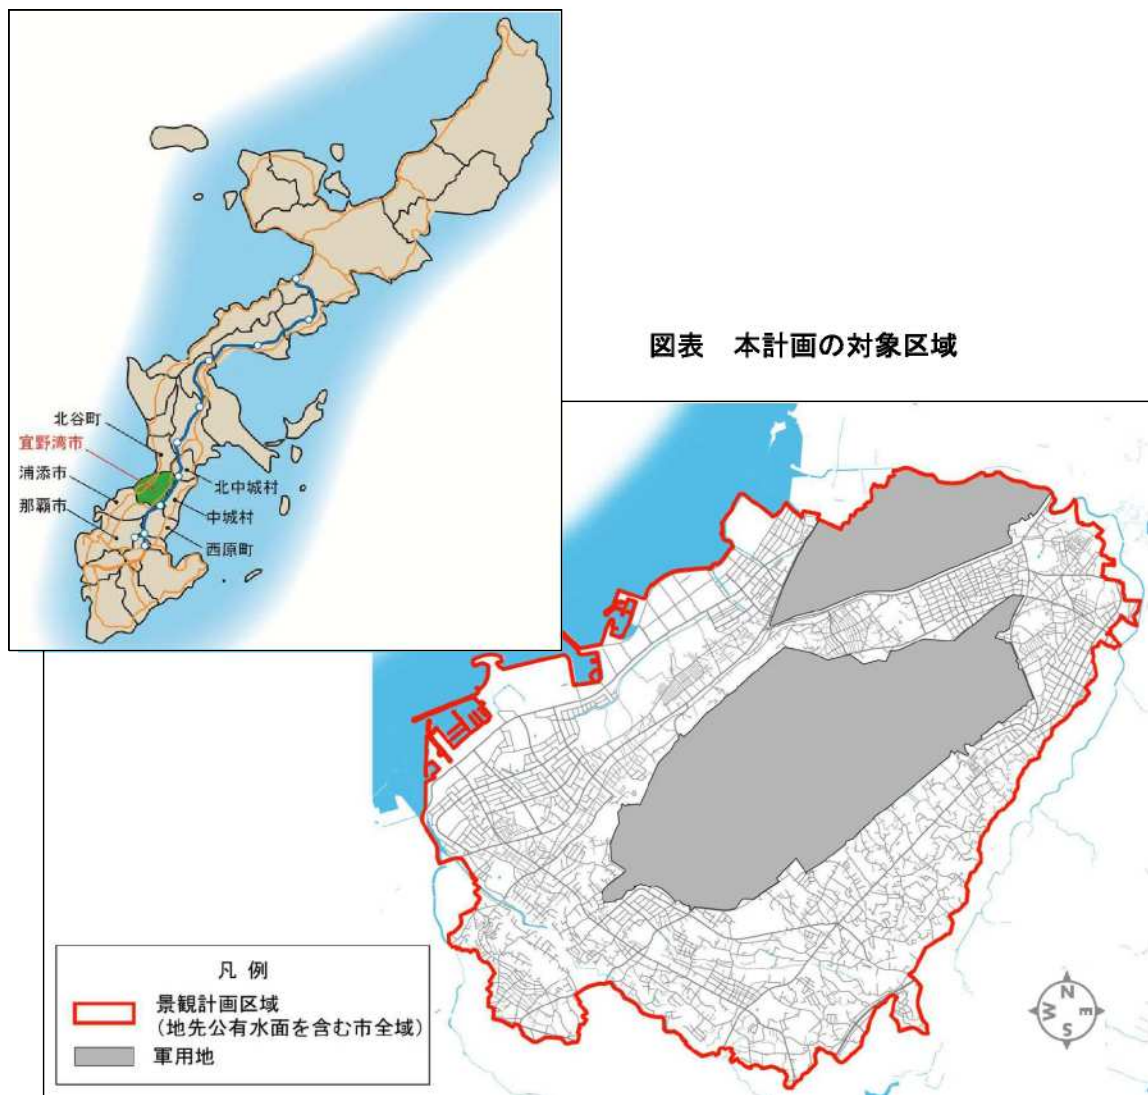 北谷町
宜野湾市
浦添市
那覇市
北中城村
中城村
西原町
図表 本計画の対象区域
凡 例
景観計画区域
(地先公有水面を含む市全域)
軍用地
N
W
E
S